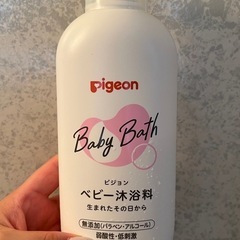 Pigeon
Baby Bath
ピジョン
ベビー沐浴料
生まれたその日から
無添加(パラベン・アルコール)
弱酸性・低刺激